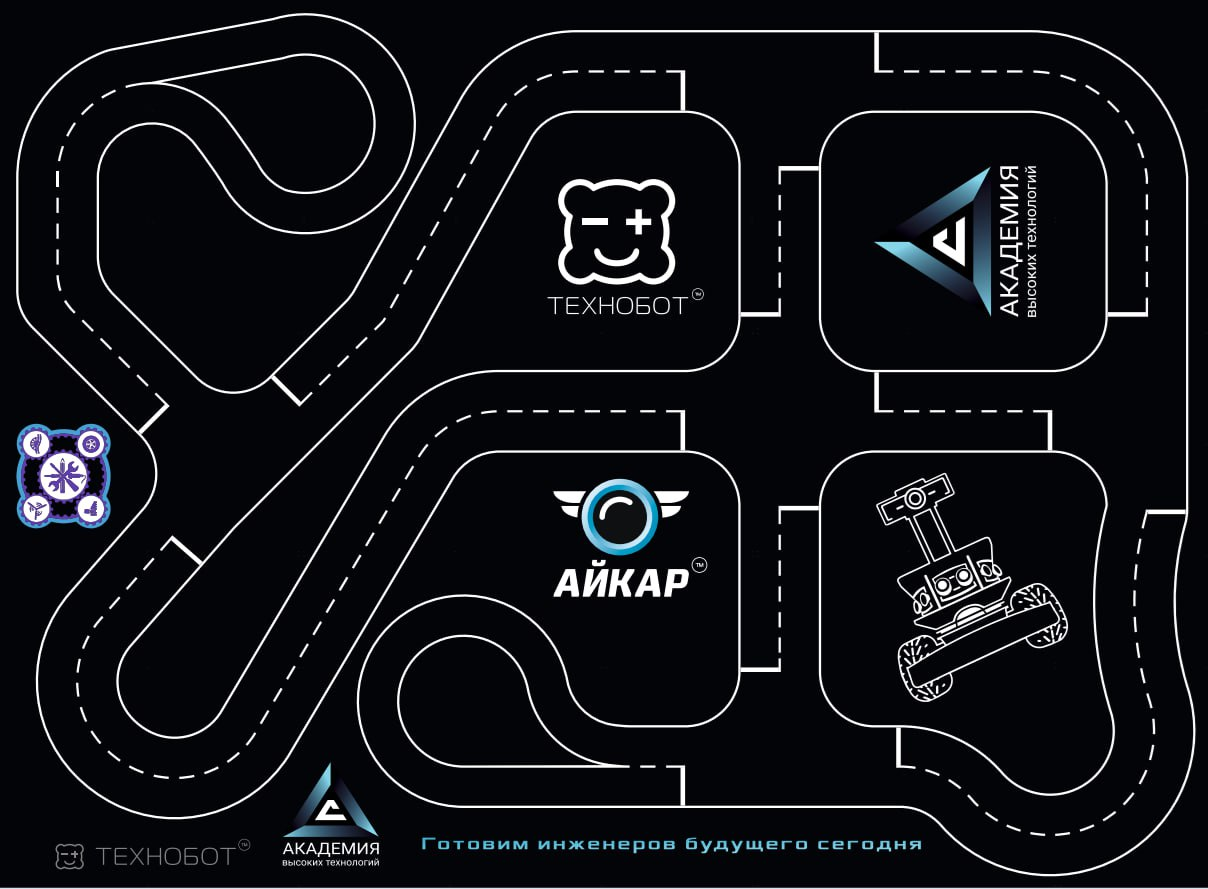 ТЕХНОБОТ™
АКАДЕМИЯ
ВЫСОКИХ ТЕХНОЛОГИЙ
АЙКАР™
ТЕХНОБОТ™
АКАДЕМИЯ
ВЫСОКИХ ТЕХНОЛОГИЙ
Готовим инженеров будущего сегодня